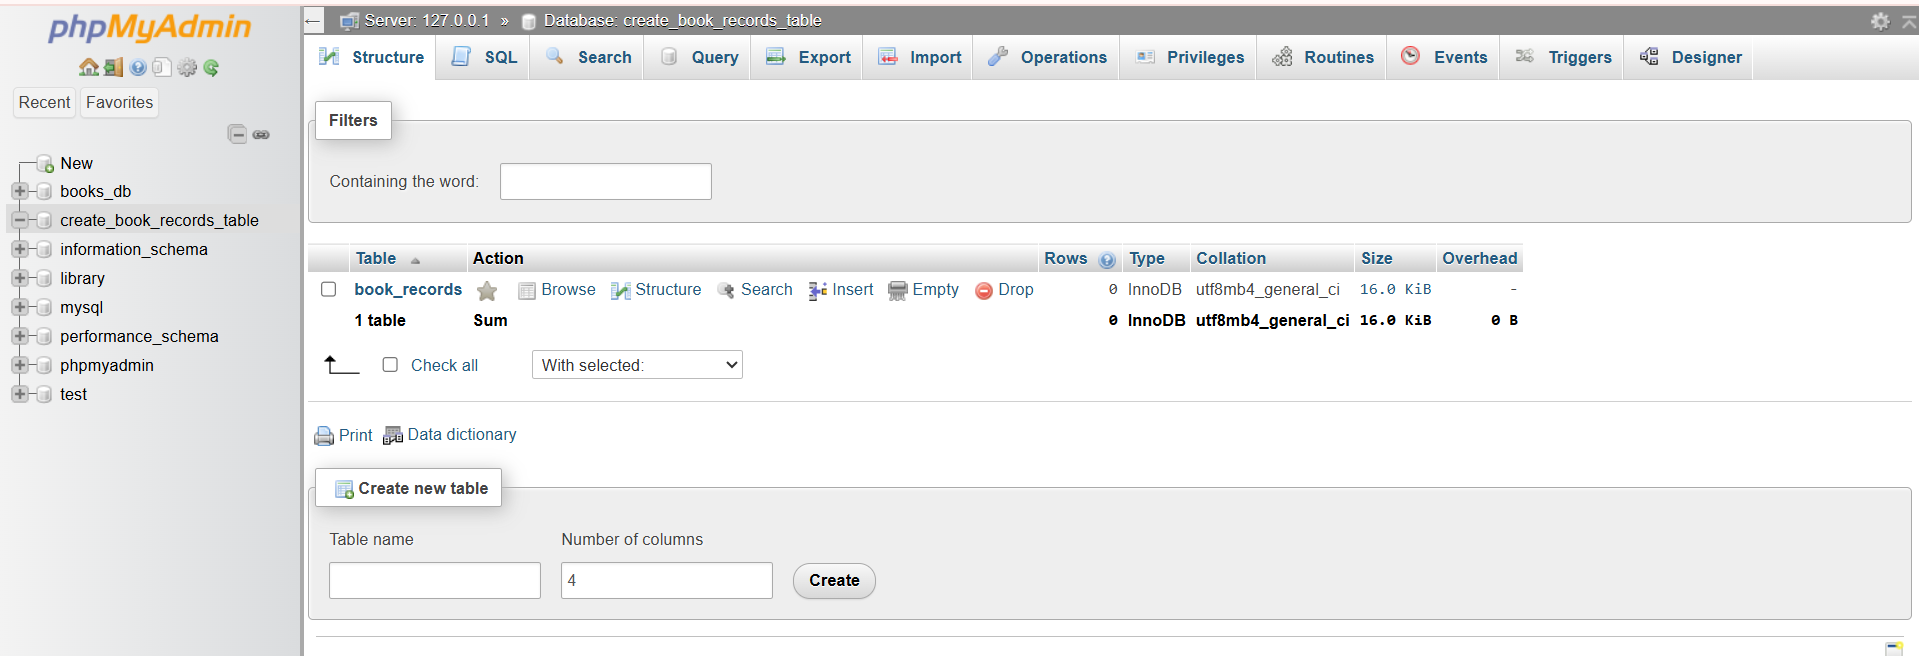 phpMyAdmin
Recent Favorites
New
books_db
create_book_records_table
information_schema
library
mysql
performance_schema
phpmyadmin
test
Server: 127.0.0.1 » Database: create_book_records_table
Structure SQL Search Query Export Import Operations Privileges Routines Events Triggers Designer
Filters
Containing the word:
Table Action Rows Type Collation Size Overhead
book_records Browse Structure Search Insert Empty Drop 0 InnoDB utf8mb4_general_ci 16.0 KiB -
1 table Sum 0 InnoDB utf8mb4_general_ci 16.0 KiB 0 B
Check all With selected:
Print Data dictionary
Create new table
Table name Number of columns
4 Create